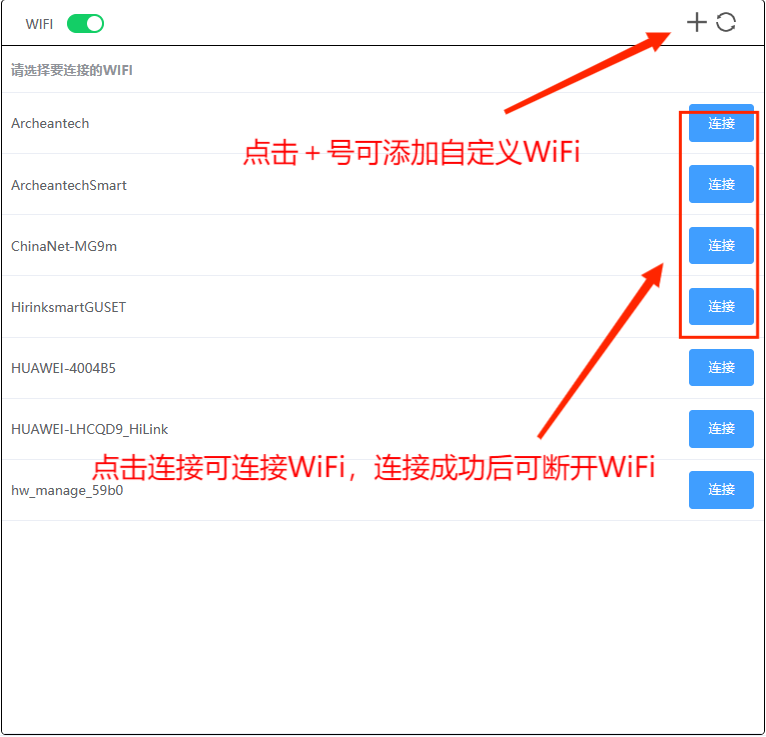 WIFI
请选择要连接的WIFI
Archeantech
连接
点击+号可添加自定义WiFi
ArcheantechSmart
连接
ChinaNet-MG9m
连接
HirinksmartGUSET
连接
HUAWEI-4004B5
连接
HUAWEI-LHCQD9_HiLink
连接
点击连接可连接WiFi，连接成功后可断开WiFi
hw_manage_59b0
连接